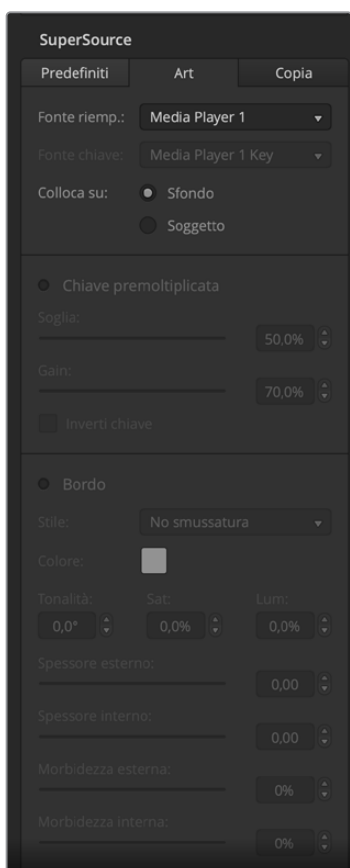 SuperSource
Predefiniti Art Copia
Fonte riemp.: Media Player 1
Fonte chiave: Media Player 1 Key
Colloca su: Sfondo
Soggetto
Chiave premoltiplicata
Soglia:
50,0%
Gain:
70,0%
Inverti chiave
Bordo
Stile: No smussatura
Colore:
Tonalità: Sat: Lum:
0,0° 0,0% 0,0%
Spessore esterno:
0,00
Spessore interno:
0,00
Morbidezza esterna:
0%
Morbidezza interna:
0%